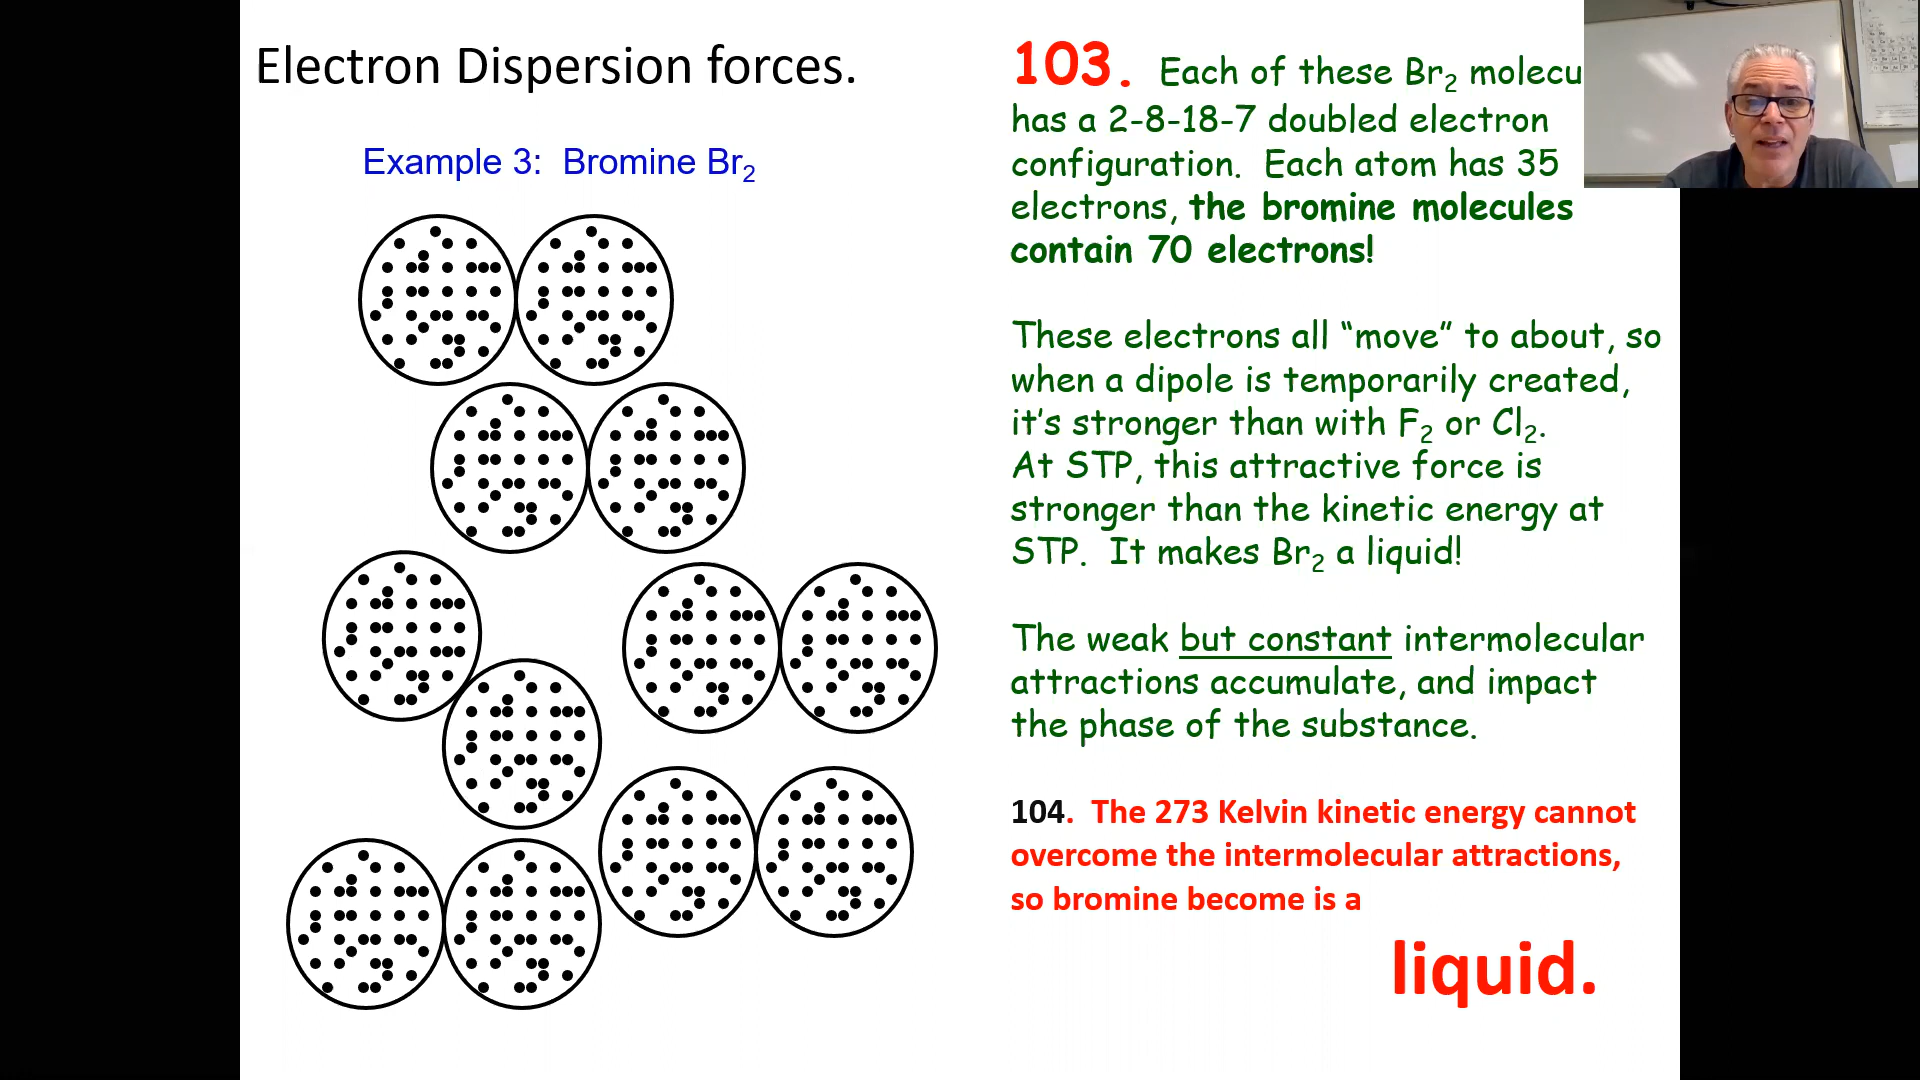 Electron Dispersion forces.
Example 3:  Bromine Br₂
103.  Each of these Br₂ molecu
has a 2-8-18-7 doubled electron
configuration.  Each atom has 35
electrons, the bromine molecules
contain 70 electrons!
These electrons all “move” to about, so
when a dipole is temporarily created,
it’s stronger than with F₂ or Cl₂.
At STP, this attractive force is
stronger than the kinetic energy at
STP.  It makes Br₂ a liquid!
The weak but constant intermolecular
attractions accumulate, and impact
the phase of the substance.
104.  The 273 Kelvin kinetic energy cannot
overcome the intermolecular attractions,
so bromine become is a
liquid.